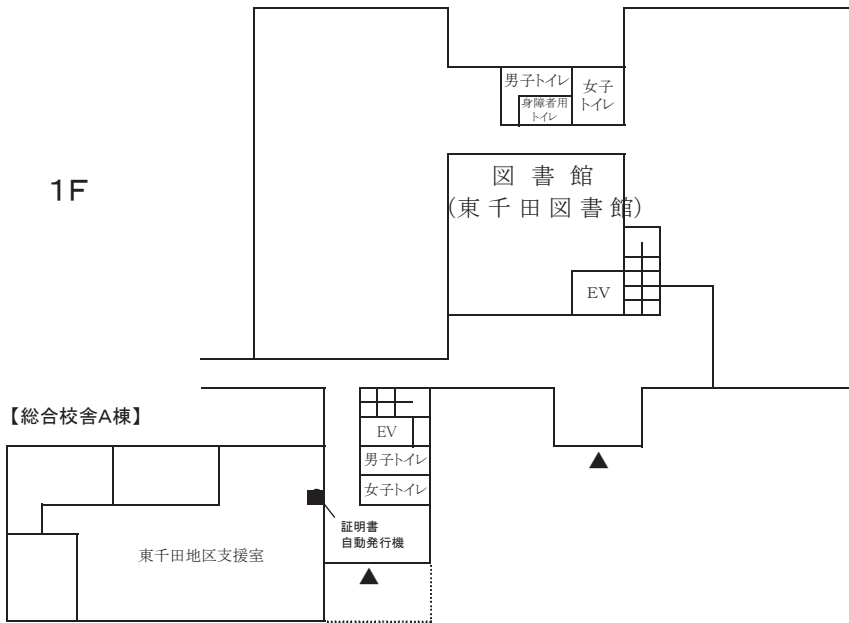 男子トイレ
女子
トイレ
身障者用
トイレ
1F
図書館
(東千田図書館)
EV
【総合校舎A棟】
EV
男子トイレ
女子トイレ
証明書
自動発行機
東千田地区支援室